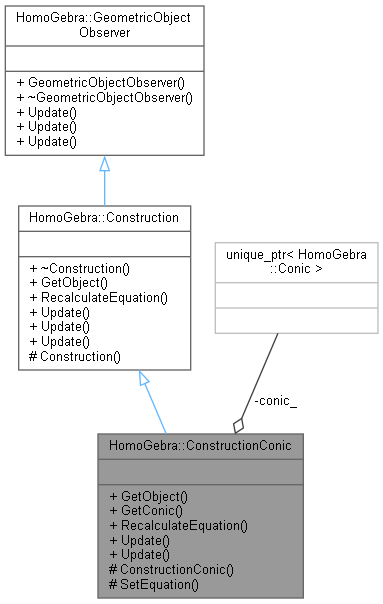 HomoGebra::GeometricObject
Observer
+ GeometricObjectObserver()
+ ~GeometricObjectObserver()
+ Update()
+ Update()
+ Update()
HomoGebra::Construction
+ ~Construction()
+ GetObject()
+ RecalculateEquation()
+ Update()
+ Update()
+ Update()
# Construction()
unique_ptr< HomoGebra
::Conic >
-conic_
HomoGebra::ConstructionConic
+ GetObject()
+ GetConic()
+ RecalculateEquation()
+ Update()
+ Update()
# ConstructionConic()
# SetEquation()